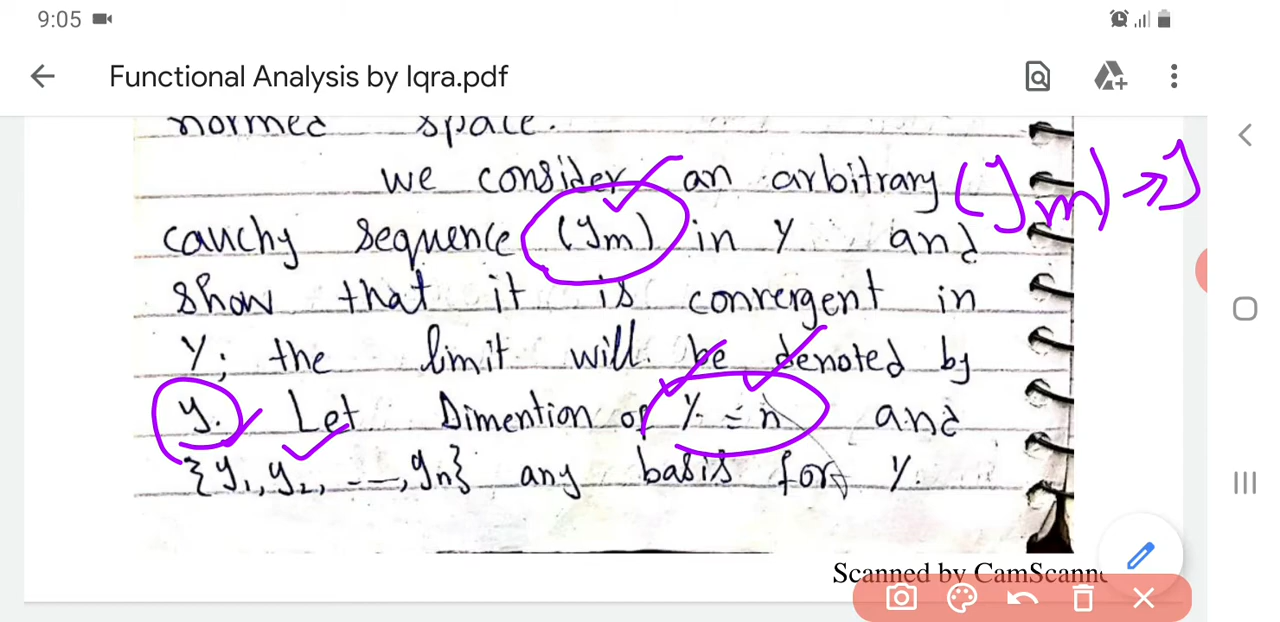 9:05
Functional Analysis by Iqra.pdf
normed space.
we consider an arbitrary (ym) → y
cauchy sequence (ym) in Y and
show that it is convergent in
Y; the limit will be denoted by
y. Let Dimention of Y = n and
{y1, y2, ---, yn} any basis for Y.
Scanned by CamScanne